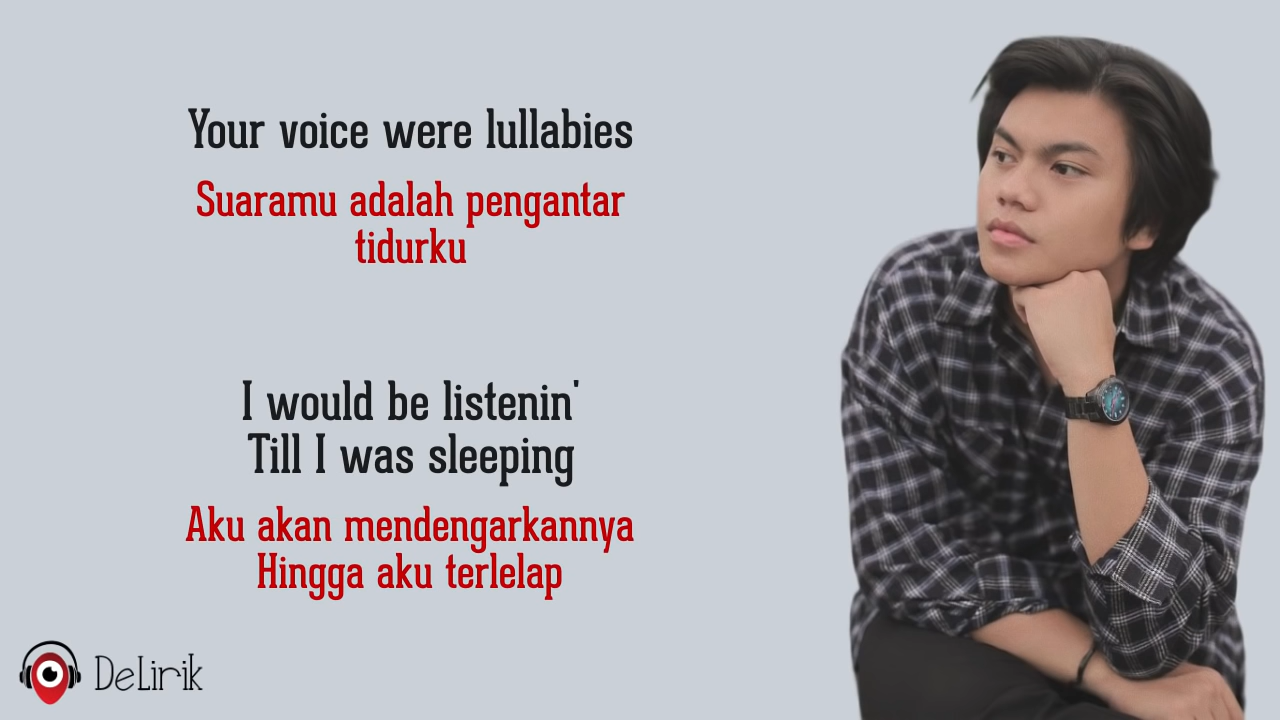 Your voice were lullabies
Suaramu adalah pengantar
tidurku
I would be listenin'
Till I was sleeping
Aku akan mendengarkannya
Hingga aku terlelap
DeLirik